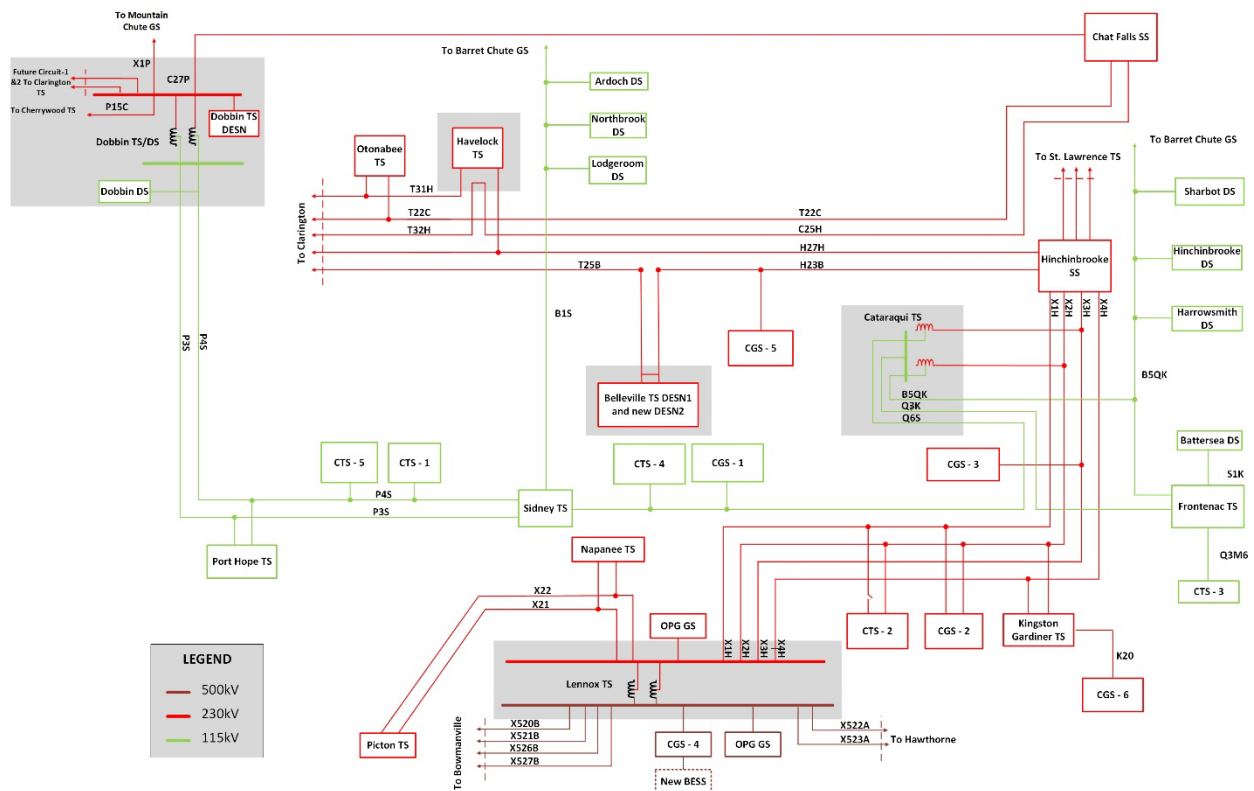 To Mountain
Chute GS
X1P
C27P
Future Circuit-1
&2 To Clarington
TS
P15C
To Cherrywood TS
Dobbin TS
DESN
Dobbin TS/DS
Dobbin DS
To Barret Chute GS
Ardoch DS
Northbrook
DS
Lodgeroom
DS
Chat Falls SS
Otonabee
TS
Havelock
TS
T31H
T22C
T22C
T32H
C25H
H27H
T25B
H23B
To Clarington
To St. Lawrence TS
Hinchinbrooke
SS
X1H
X2H
X3H
X4H
To Barret Chute GS
Sharbot DS
Hinchinbrooke
DS
Harrowsmith
DS
B5QK
Cataraqui TS
B5QK
Q3K
Q6S
CGS - 5
Belleville TS DESN1
and new DESN2
B1S
P3S
P4S
CTS - 5
CTS - 1
P4S
P3S
Sidney TS
CTS - 4
CGS - 1
CGS - 3
Battersea DS
S1K
Frontenac TS
Q3M6
CTS - 3
Port Hope TS
Napanee TS
X22
X21
OPG GS
X1H
X2H
X3H
X4H
CTS - 2
CGS - 2
Kingston
Gardiner TS
K20
CGS - 6
Lennox TS
Picton TS
X520B
X521B
X526B
X527B
To Bowmanville
CGS - 4
New BESS
OPG GS
X522A
X523A
To Hawthorne
LEGEND
500kV
230kV
115kV